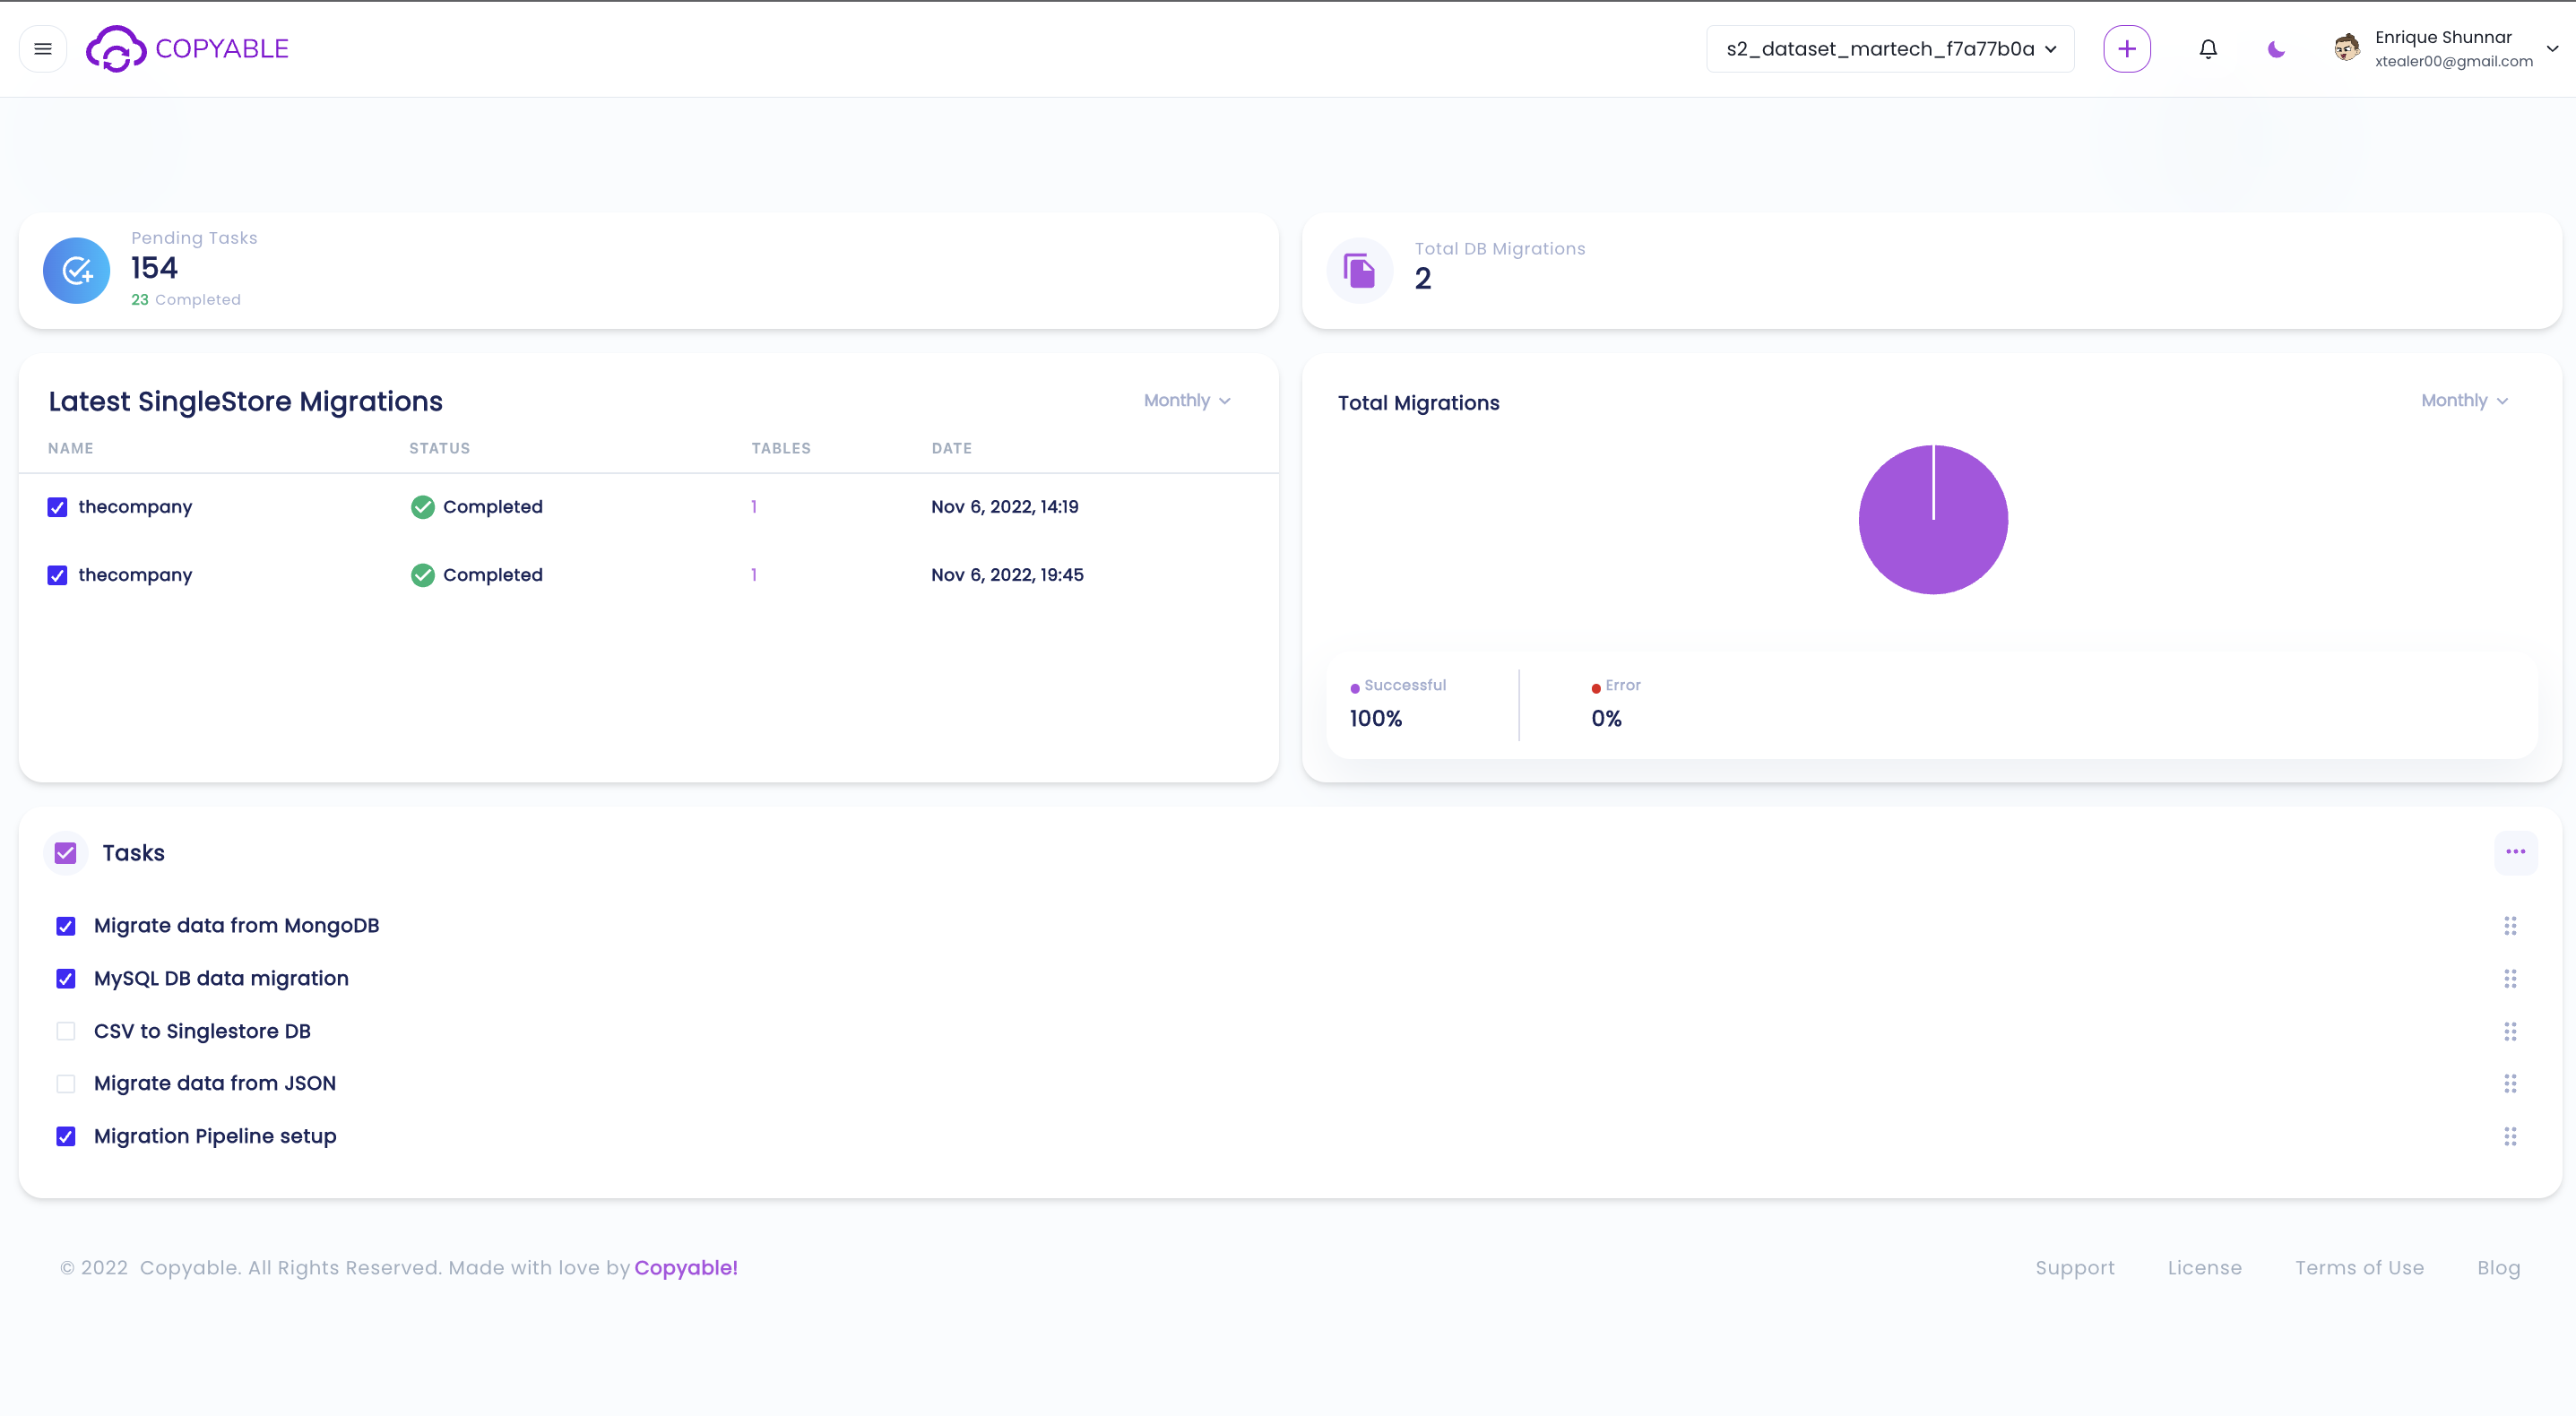 COPYABLE
s2_dataset_martech_f7a77b0a
Enrique Shunnar
xtealer00@gmail.com
Pending Tasks
154
23 Completed
Total DB Migrations
2
Latest SingleStore Migrations
Monthly
NAME STATUS TABLES DATE
thecompany Completed 1 Nov 6, 2022, 14:19
thecompany Completed 1 Nov 6, 2022, 19:45
Total Migrations
Monthly
Successful
100%
Error
0%
Tasks
Migrate data from MongoDB
MySQL DB data migration
CSV to Singlestore DB
Migrate data from JSON
Migration Pipeline setup
© 2022 Copyable. All Rights Reserved. Made with love by Copyable!
Support License Terms of Use Blog